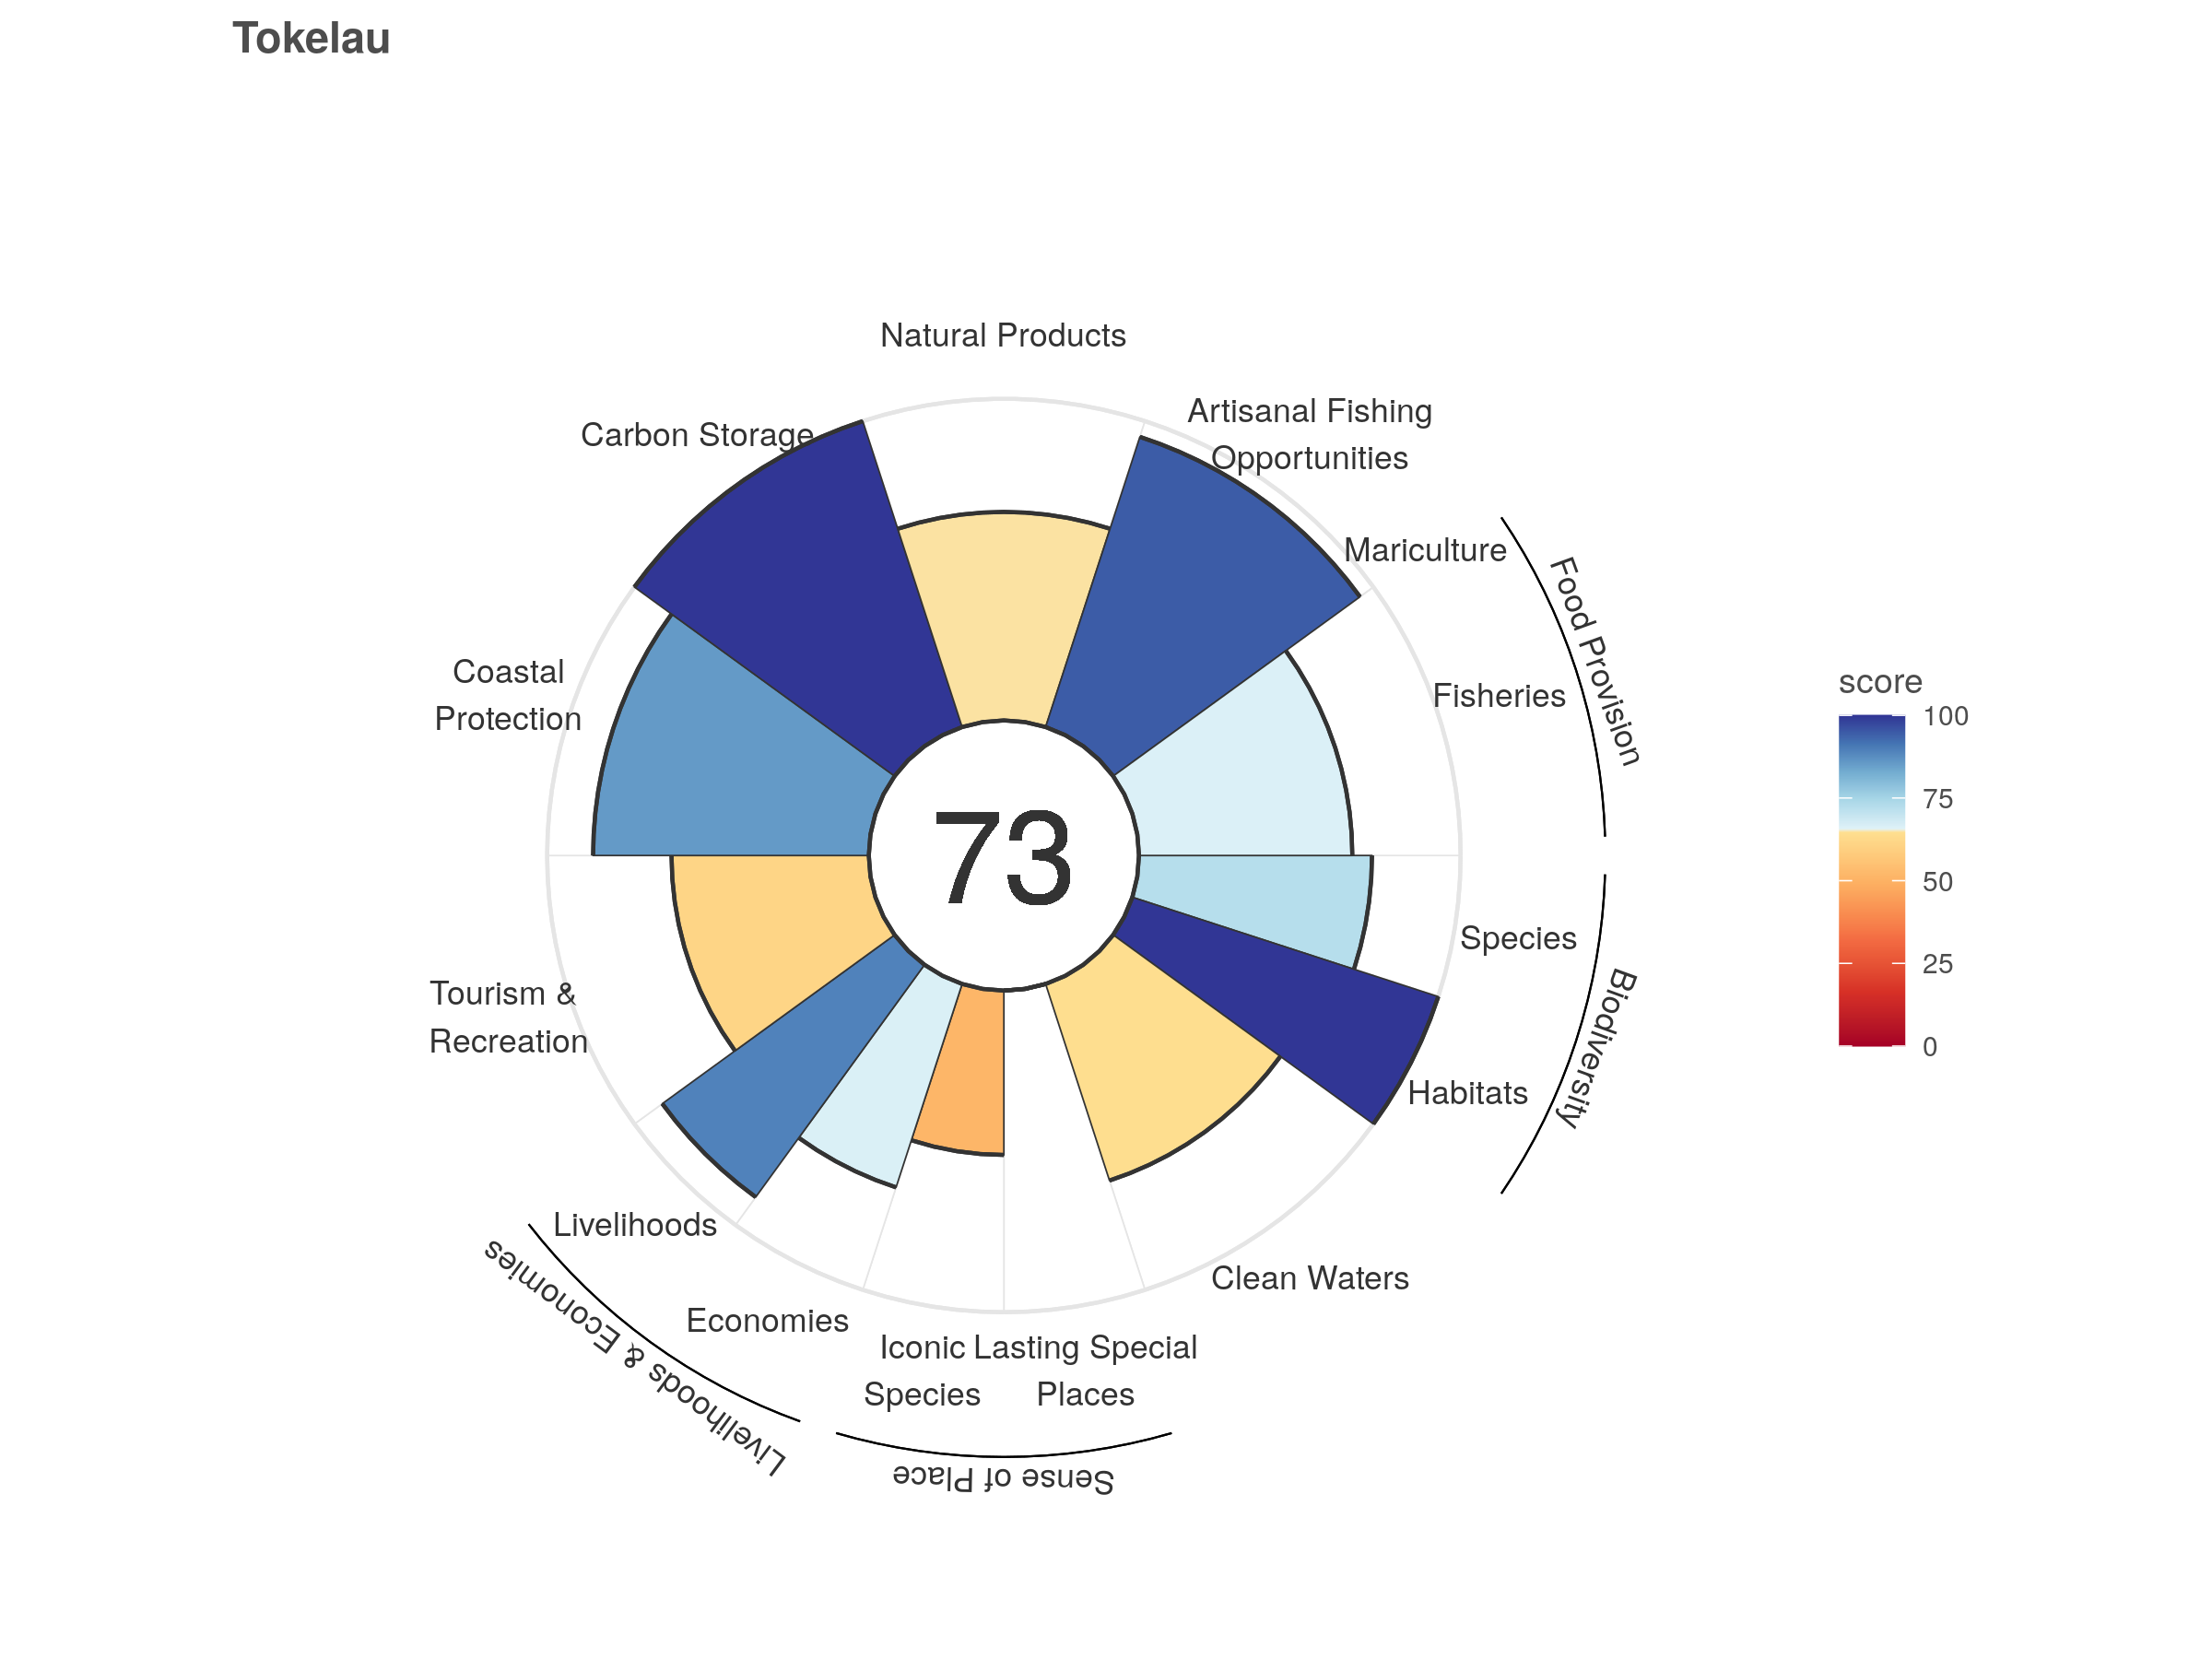 Tokelau
Natural Products
Artisanal Fishing
Opportunities
Carbon Storage
Mariculture
Food Provision
Fisheries
Coastal
Protection
score
100
75
50
25
0
73
Species
Biodiversity
Habitats
Tourism &
Recreation
Livelihoods
Economies
Livelihoods & Economies
Clean Waters
Iconic
Species
Lasting Special
Places
Sense of Place